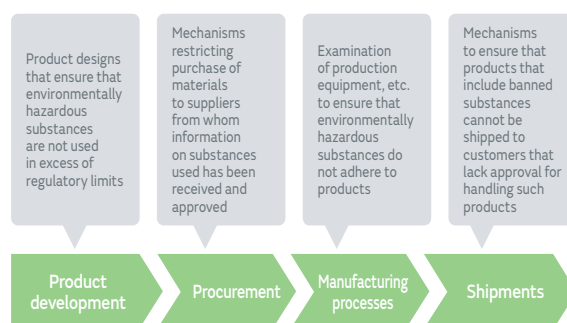 Product designs
that ensure that
environmentally
hazardous
substances
are not used
in excess of
regulatory limits
Mechanisms
restricting
purchase of
materials
to suppliers
from whom
information
on substances
used has been
received and
approved
Examination
of production
equipment, etc.
to ensure that
environmentally
hazardous
substances do
not adhere to
products
Mechanisms
to ensure that
products that
include banned
substances
cannot be
shipped to
customers that
lack approval for
handling such
products
Product
development
Procurement
Manufacturing
processes
Shipments